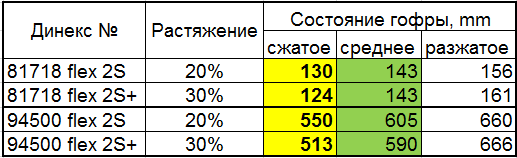 Динекс № Растяжение Состояние гофры, mm
сжатое среднее разжатое
81718 flex 2S 20% 130 143 156
81718 flex 2S+ 30% 124 143 161
94500 flex 2S 20% 550 605 660
94500 flex 2S+ 30% 513 590 666